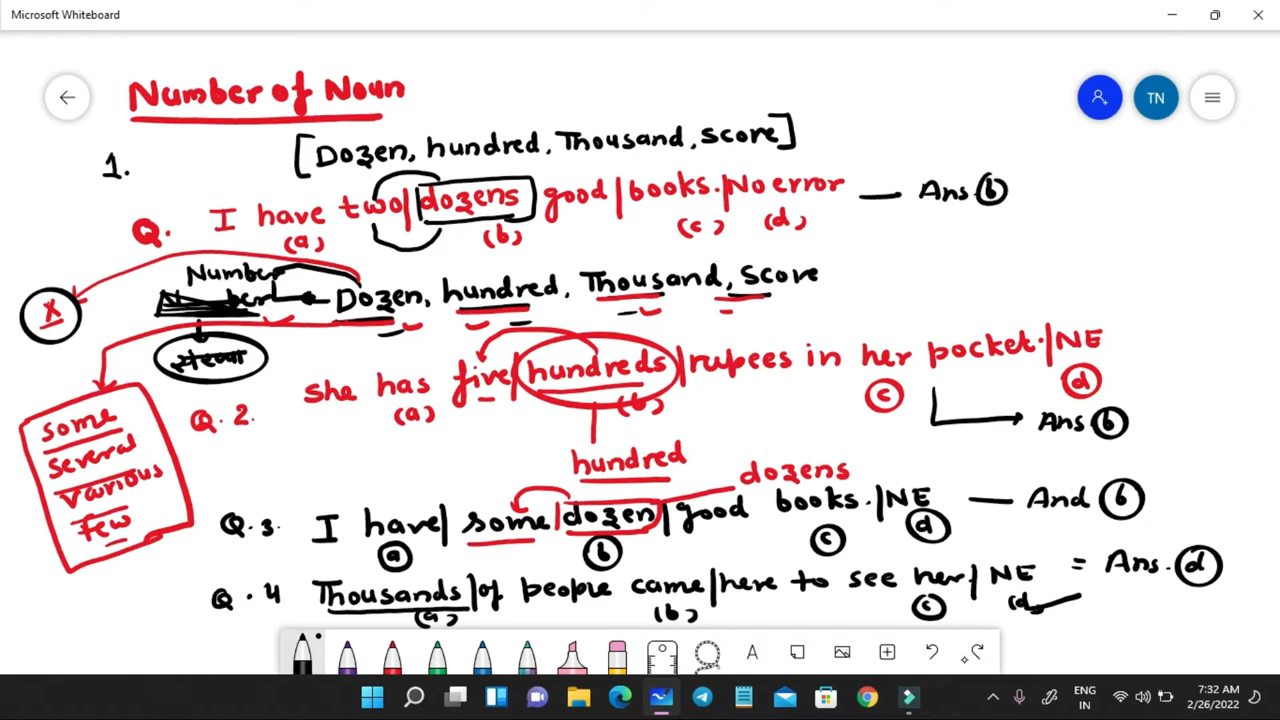 Microsoft Whiteboard
Number of Noun
TN
1. [Dozen, hundred, Thousand, score]
Q. I have two/dozens good/books./No error — Ans (b)
(a) (b) (c) (d)
Number
X Dozen, hundred, Thousand, score
She has five/hundreds/rupees in her pocket./NE
Q.2. (a) (b) (c) (d)
Ans (b)
some
several
various
few
hundred
dozens
Q.3. I have/some/dozen/good books./NE — And (b)
(a) (b) (c) (d)
Q.4 Thousands/of people came/here to see her/NE = Ans. (d)
(a) (b) (c) (d)
A
ENG
IN
7:32 AM
2/26/2022